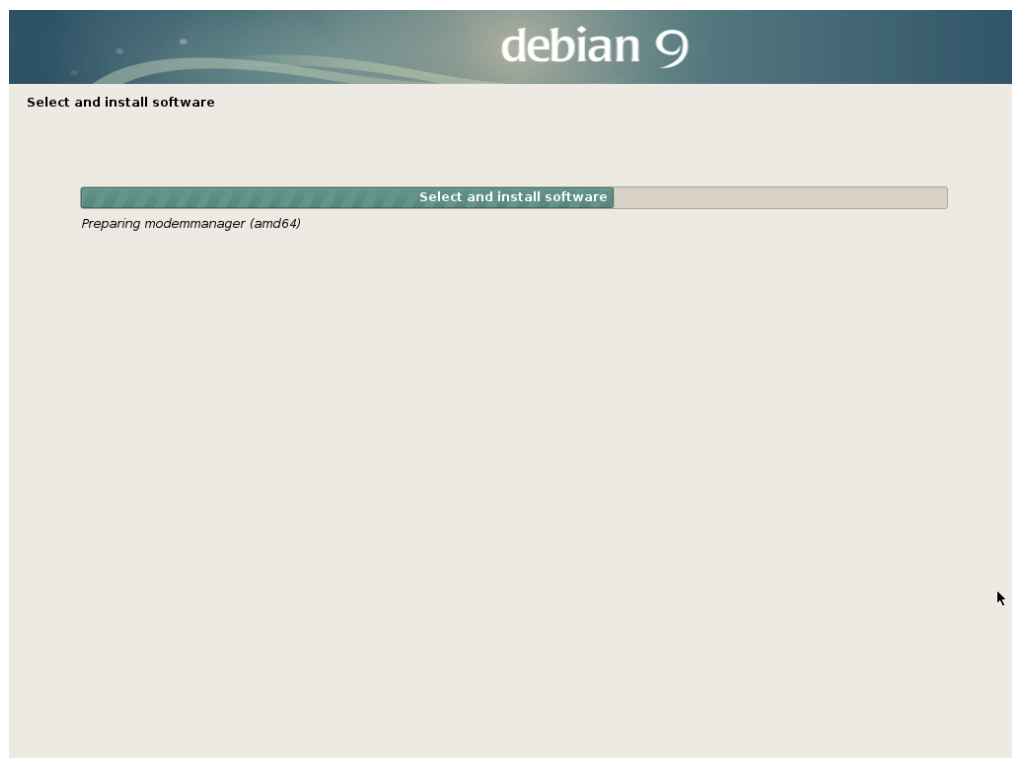 debian 9
Select and install software
Select and install software
Preparing modemmanager (amd64)